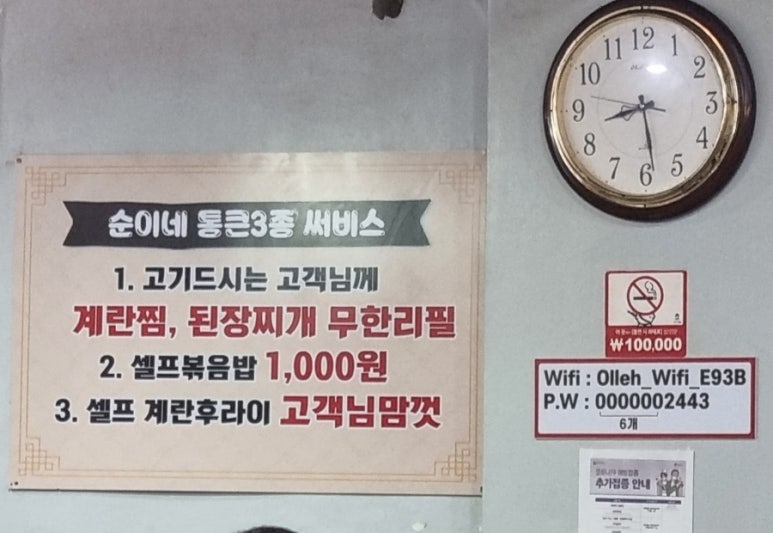 순이네 통큰3종 써비스
1. 고기드시는 고객님께
계란찜, 된장찌개 무한리필
2. 셀프볶음밥 1,000원
3. 셀프 계란후라이 고객님맘껏
12
1
2
3
4
5
6
7
8
9
10
11
₩100,000
Wifi : Olleh_Wifi_E93B
P.W : 0000002443
6개
추가접종 안내